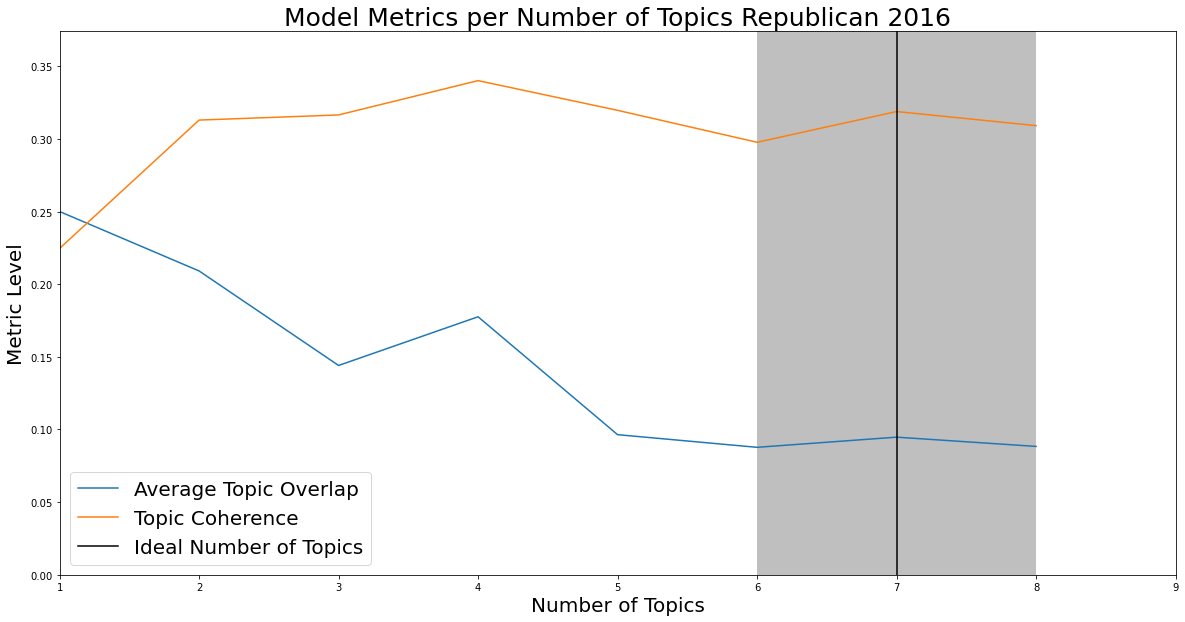 Model Metrics per Number of Topics Republican 2016
Metric Level
0.35
0.30
0.25
0.20
0.15
0.10
0.05
0.00
Average Topic Overlap
Topic Coherence
Ideal Number of Topics
1 2 3 4 5 6 7 8 9
Number of Topics